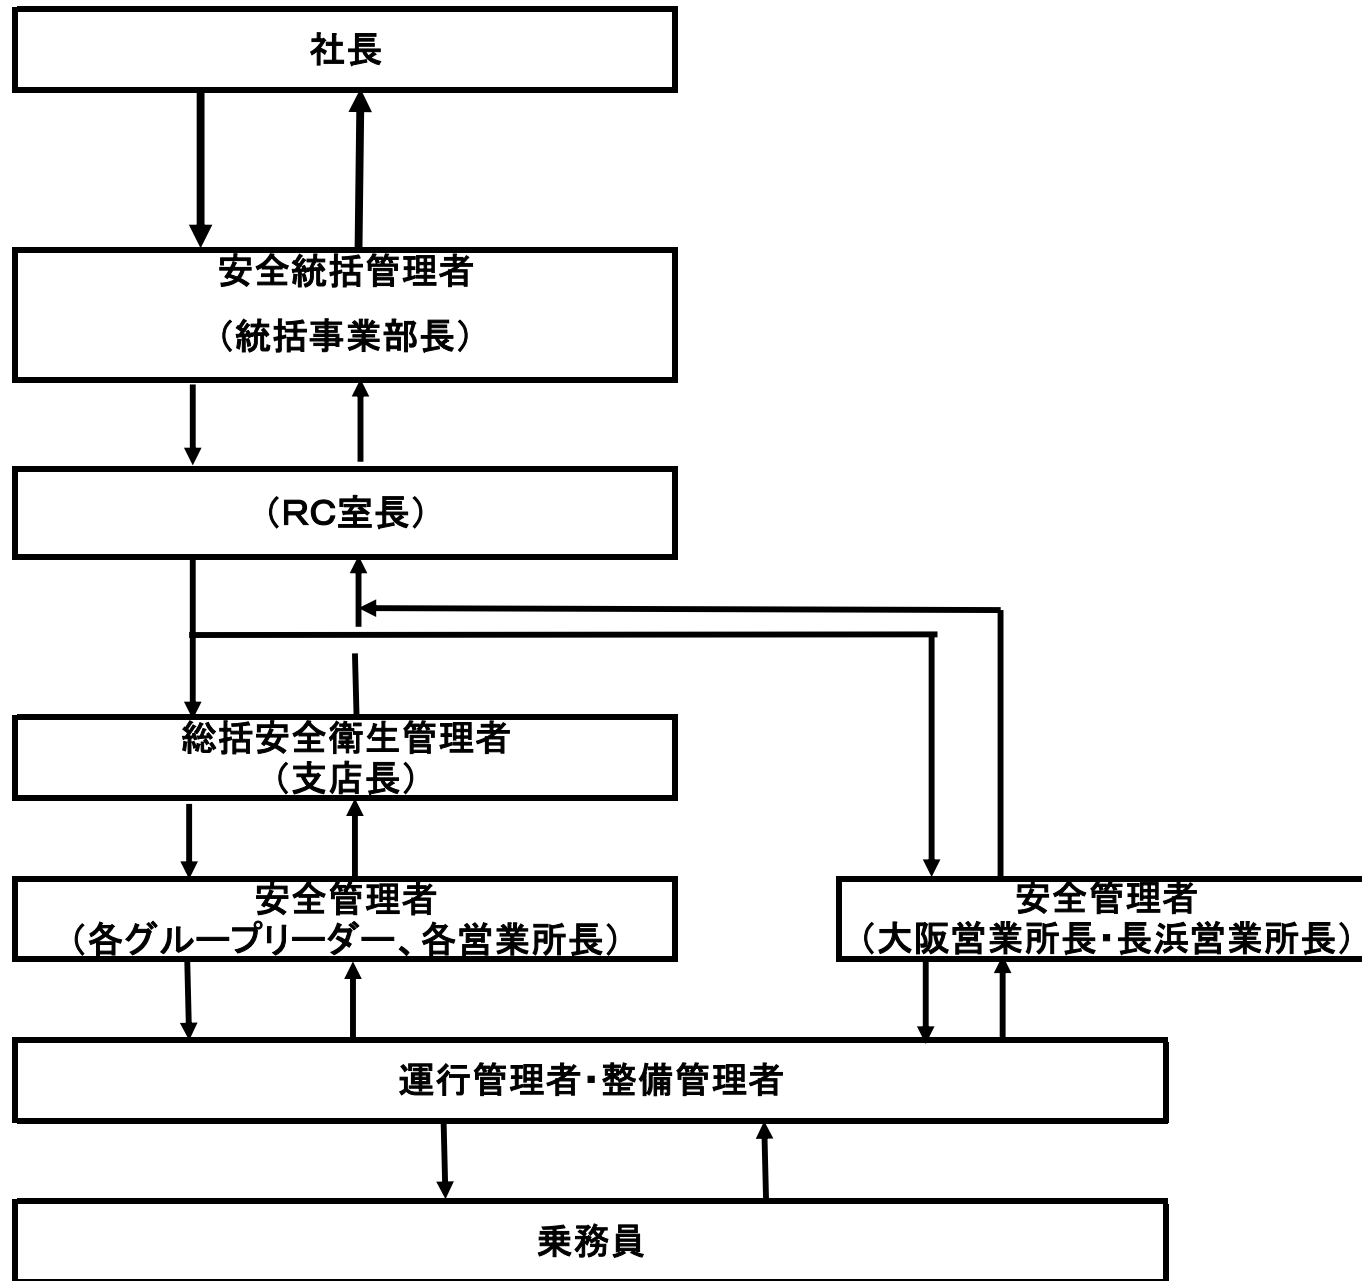 社長
安全統括管理者
（統括事業部長）
（RC室長）
総括安全衛生管理者
（支店長）
安全管理者
（各グループリーダー、各営業所長）
安全管理者
（大阪営業所長・長浜営業所長）
運行管理者・整備管理者
乗務員